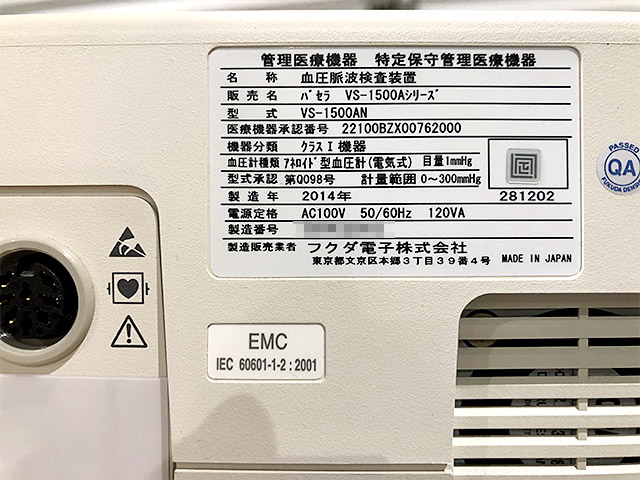 管理医療機器 特定保守管理医療機器
名 称 血圧脈波検査装置
販 売 名 バセラ VS-1500Aシリーズ
型 式 VS-1500AN
医療機器承認番号 22100BZX00762000
機器分類 クラス I 機器
血圧計種類 アネロイド型血圧計(電気式) 目量1mmHg
型式承認 第Q098号 計量範囲 0~300mmHg
製 造 年 2014年
281202
電源定格 AC100V 50/60Hz 120VA
製造番号
製造販売業者 フクダ電子株式会社
東京都文京区本郷3丁目39番4号 MADE IN JAPAN
PASSED
QA
FUKUDA DENSHI
EMC
IEC 60601-1-2:2001